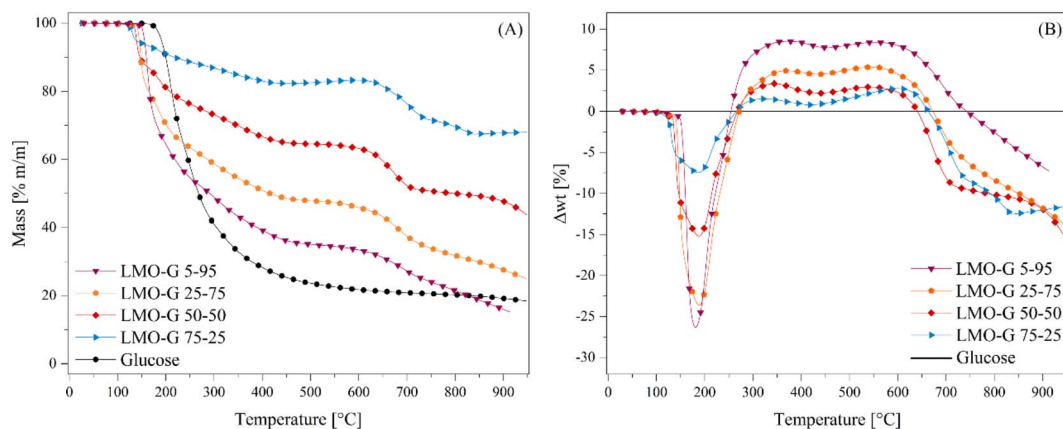 (A)
100
80
60
40
20
0
Mass [% m/m]
LMO-G 5-95
LMO-G 25-75
LMO-G 50-50
LMO-G 75-25
Glucose
0 100 200 300 400 500 600 700 800 900
Temperature [°C]
(B)
10
5
0
-5
-10
-15
-20
-25
-30
Δwt [%]
LMO-G 5-95
LMO-G 25-75
LMO-G 50-50
LMO-G 75-25
Glucose
0 100 200 300 400 500 600 700 800 900
Temperature [°C]